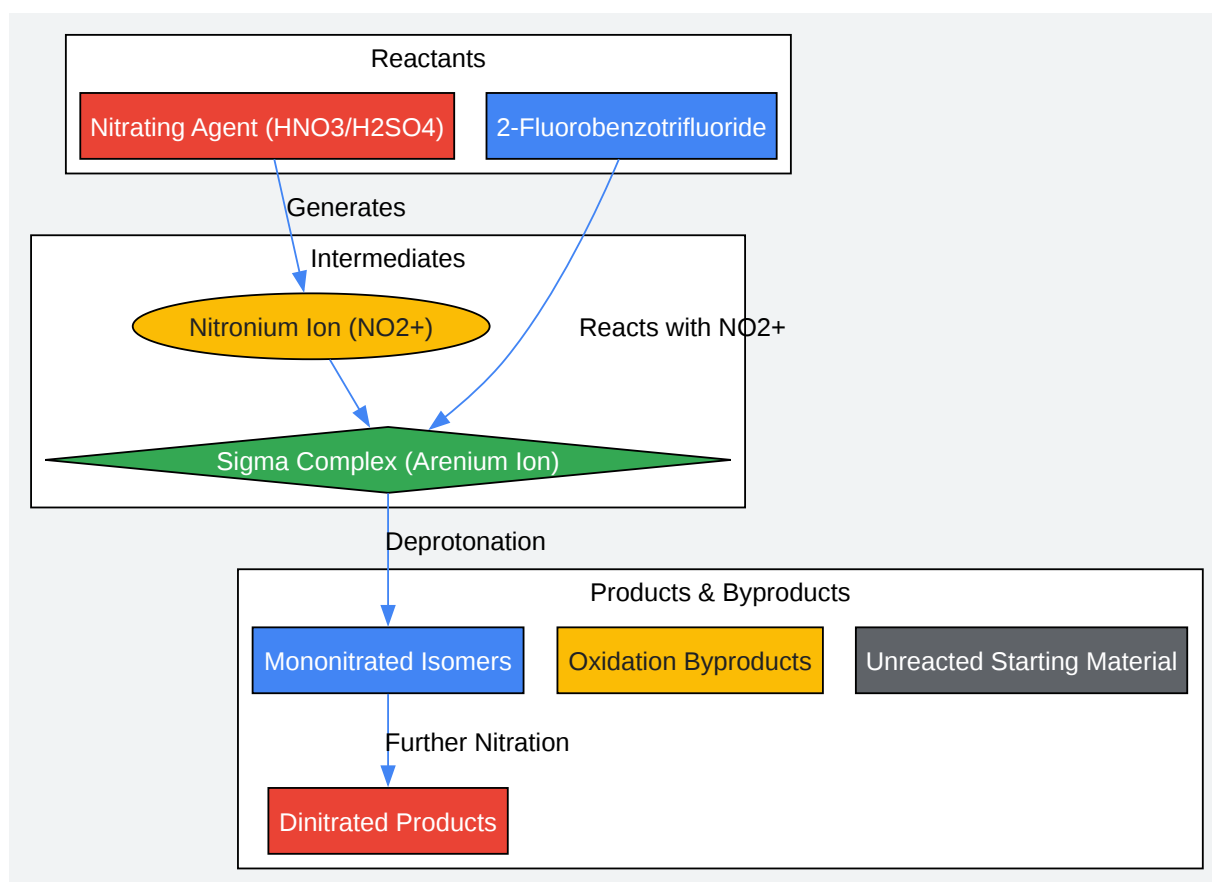 Reactants
Nitrating Agent (HNO3/H2SO4)
2-Fluorobenzotrifluoride
Generates
Intermediates
Nitronium Ion (NO2+)
Reacts with NO2+
Sigma Complex (Arenium Ion)
Deprotonation
Products & Byproducts
Mononitrated Isomers
Oxidation Byproducts
Unreacted Starting Material
Further Nitration
Dinitrated Products